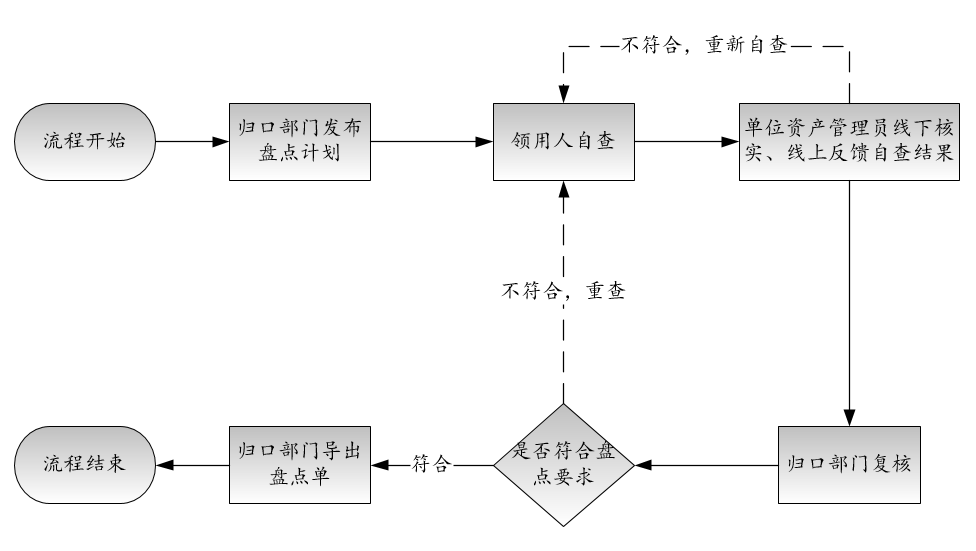 不符合，重新自查
流程开始
归口部门发布
盘点计划
领用人自查
单位资产管理员线下核
实、线上反馈自查结果
不符合，重查
流程结束
归口部门导出
盘点单
符合
是否符合盘
点要求
归口部门复核